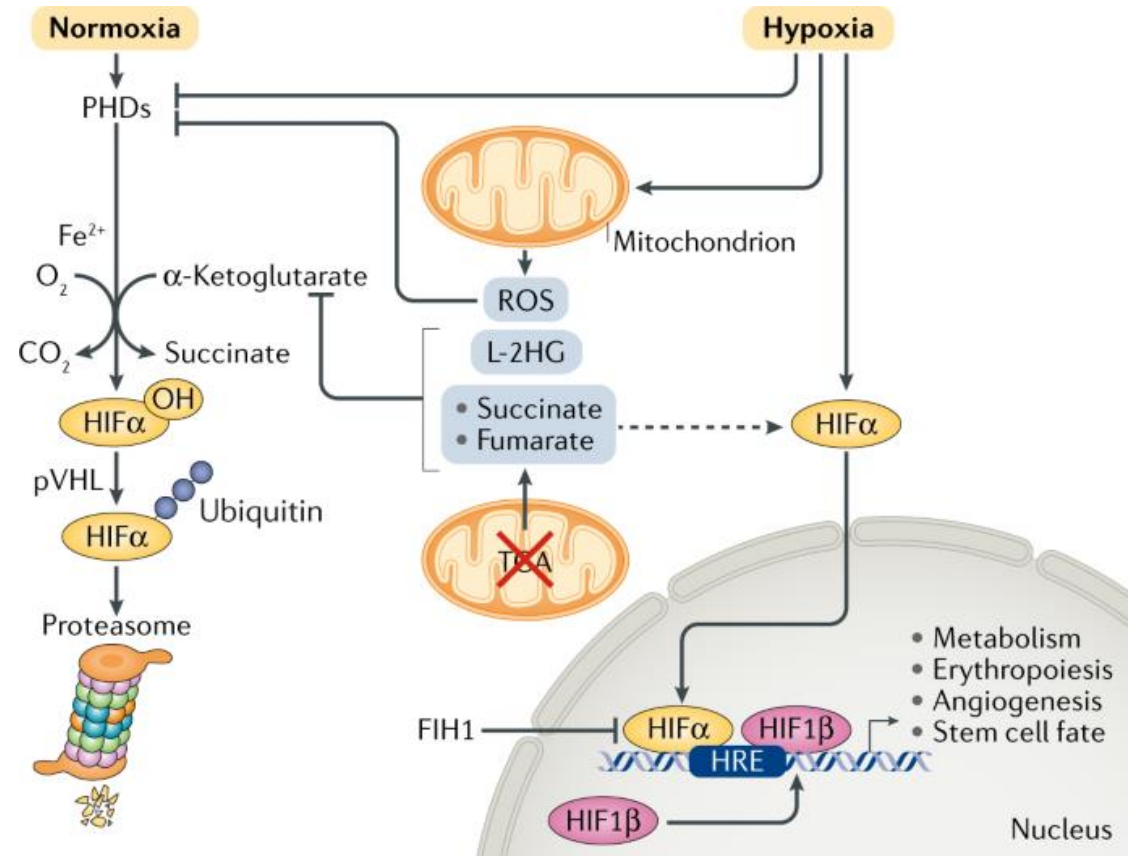 Normoxia
Hypoxia
PHDs
Mitochondrion
Fe²⁺
O₂
α-Ketoglutarate
ROS
CO₂
Succinate
L-2HG
HIFα
OH
• Succinate
• Fumarate
HIFα
pVHL
HIFα
Ubiquitin
TCA
Proteasome
• Metabolism
• Erythropoiesis
• Angiogenesis
• Stem cell fate
FIH1
HIFα
HIF1β
HRE
HIF1β
Nucleus